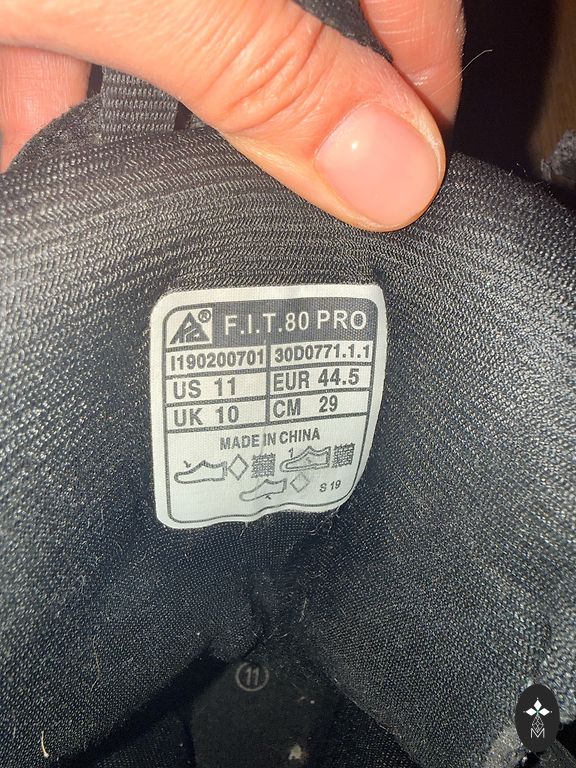 ® F.I.T.80 PRO
I190200701 30D0771.1.1
US 11 EUR 44.5
UK 10 CM 29
MADE IN CHINA
1
S 19
11
M